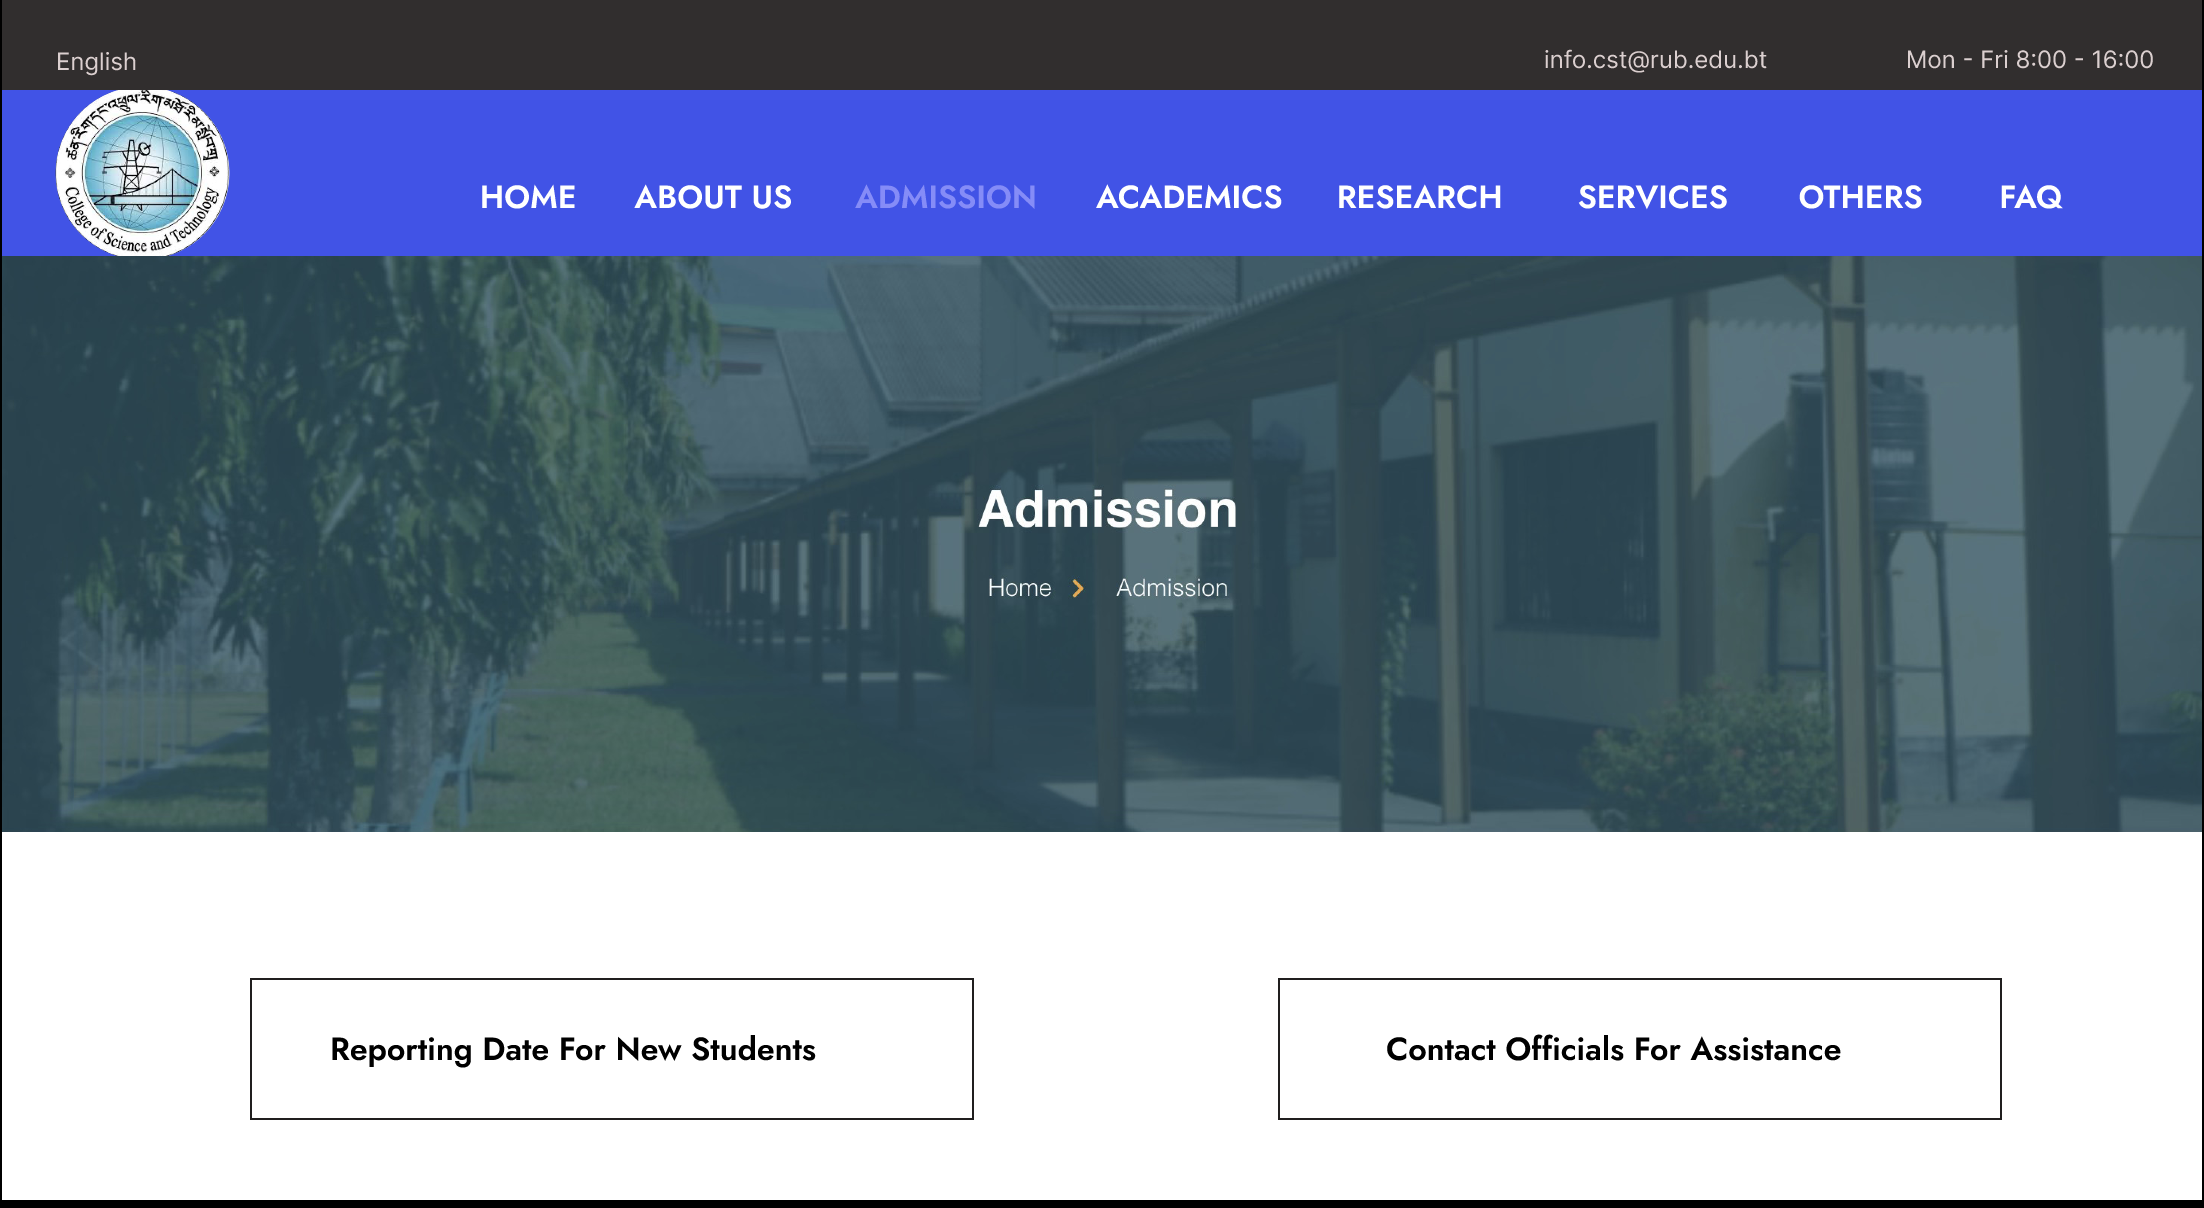 English
info.cst@rub.edu.bt
Mon - Fri 8:00 - 16:00
College of Science and Technology
HOME
ABOUT US
ADMISSION
ACADEMICS
RESEARCH
SERVICES
OTHERS
FAQ
Admission
Home
Admission
Reporting Date For New Students
Contact Officials For Assistance